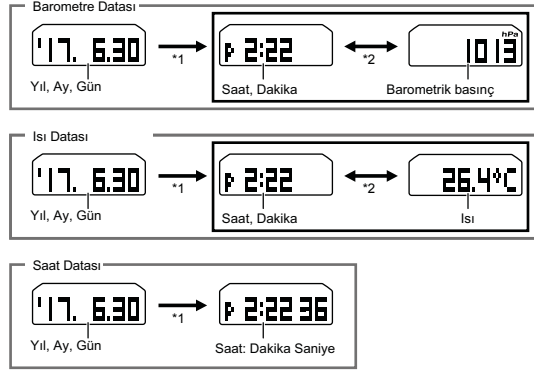 Barometre Datası
'17. 6.30 *1 P 2:22 *2 hPa 1013
Yıl, Ay, Gün Saat, Dakika Barometrik basınç
Isı Datası
'17. 6.30 *1 P 2:22 *2 26.4°C
Yıl, Ay, Gün Saat, Dakika Isı
Saat Datası
'17. 6.30 *1 P 2:22 36
Yıl, Ay, Gün Saat: Dakika Saniye